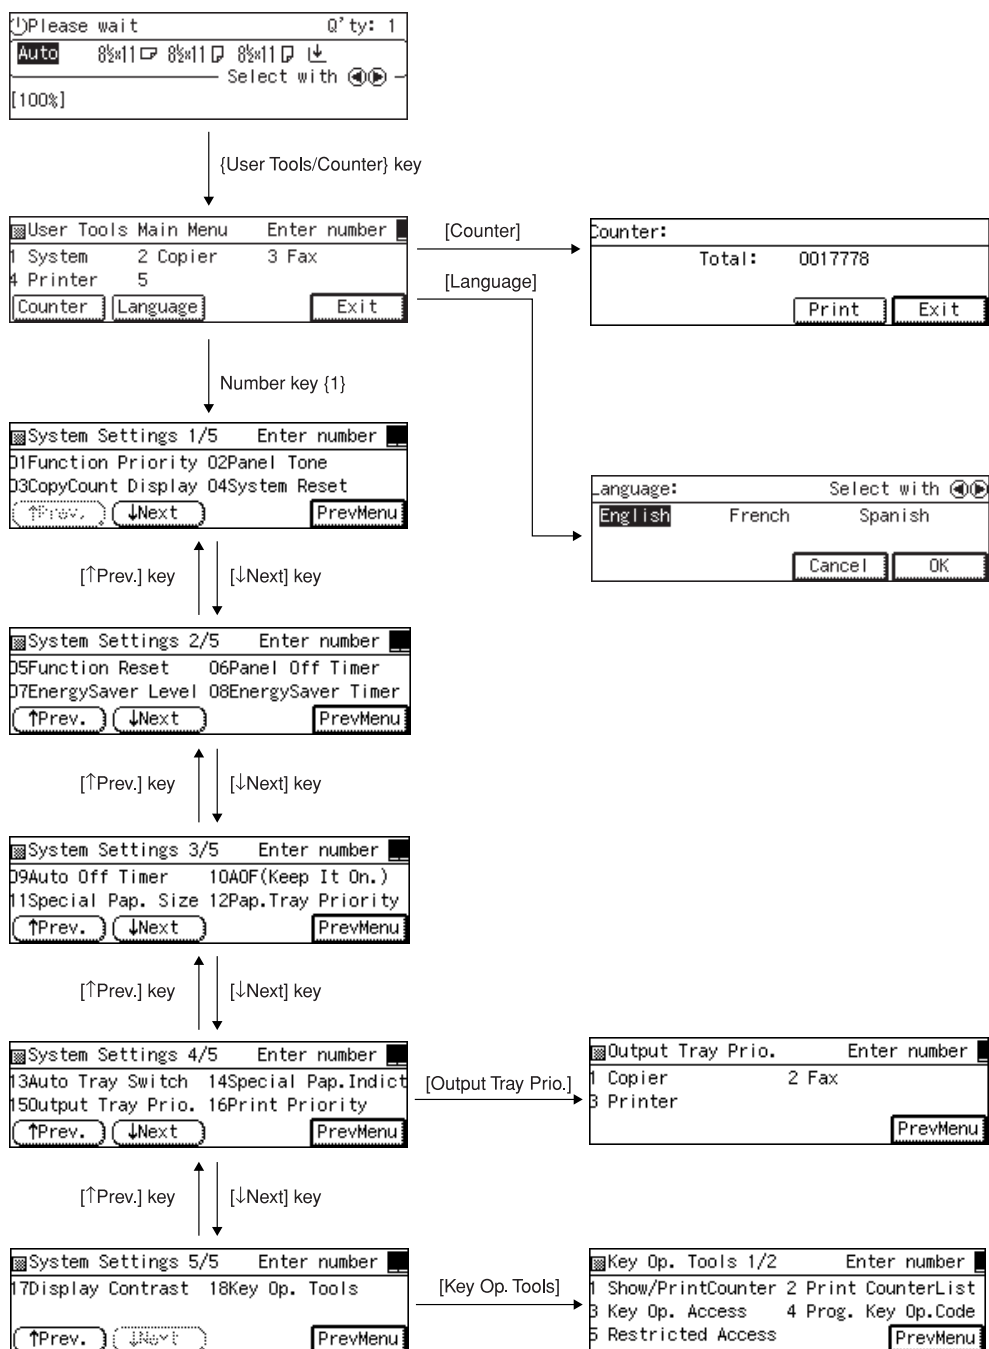 Please wait Q'ty: 1
Auto 8½x11 8½x11 8½x11
Select with
[100%]
{User Tools/Counter} key
User Tools Main Menu Enter number
1 System 2 Copier 3 Fax
4 Printer 5
Counter Language Exit
[Counter]
[Language]
Counter:
Total: 0017778
Print Exit
Number key {1}
System Settings 1/5 Enter number
01Function Priority 02Panel Tone
03CopyCount Display 04System Reset
↑Prev. ↓Next PrevMenu
Language: Select with
English French Spanish
Cancel OK
[↑Prev.] key [↓Next] key
System Settings 2/5 Enter number
05Function Reset 06Panel Off Timer
07EnergySaver Level 08EnergySaver Timer
↑Prev. ↓Next PrevMenu
[↑Prev.] key [↓Next] key
System Settings 3/5 Enter number
09Auto Off Timer 10AOF(Keep It On.)
11Special Pap. Size 12Pap.Tray Priority
↑Prev. ↓Next PrevMenu
[↑Prev.] key [↓Next] key
System Settings 4/5 Enter number
13Auto Tray Switch 14Special Pap.Indict
15Output Tray Prio. 16Print Priority
↑Prev. ↓Next PrevMenu
[Output Tray Prio.]
Output Tray Prio. Enter number
1 Copier 2 Fax
3 Printer
PrevMenu
[↑Prev.] key [↓Next] key
System Settings 5/5 Enter number
17Display Contrast 18Key Op. Tools
↑Prev. ↓Next PrevMenu
[Key Op. Tools]
Key Op. Tools 1/2 Enter number
1 Show/PrintCounter 2 Print CounterList
3 Key Op. Access 4 Prog. Key Op.Code
5 Restricted Access PrevMenu